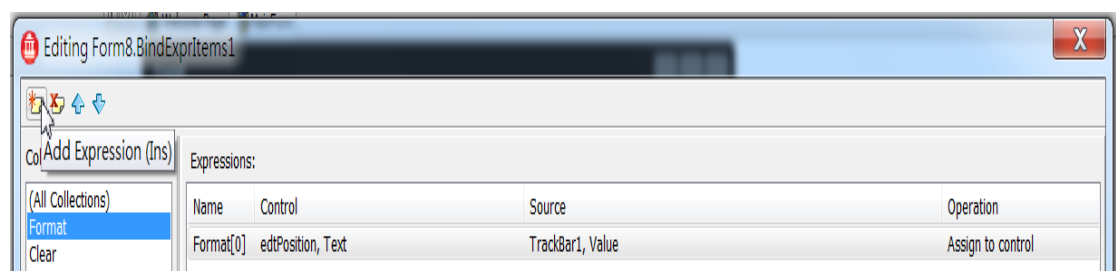 Editing Form8.BindExprItems1
X
Add Expression (Ins)
Expressions:
(All Collections)
Format
Clear
Name Control Source Operation
Format[0] edtPosition, Text TrackBar1, Value Assign to control